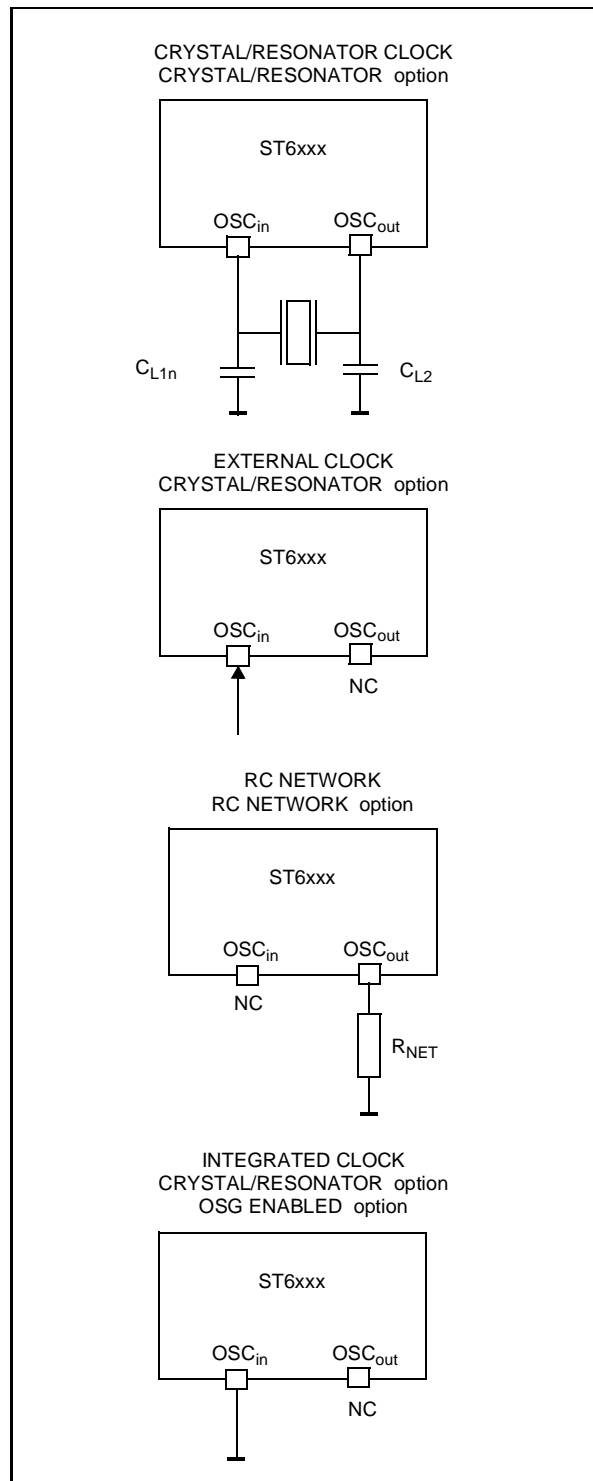 CRYSTAL/RESONATOR CLOCK
CRYSTAL/RESONATOR option
ST6xxx
OSCin OSCout
CL1n CL2
EXTERNAL CLOCK
CRYSTAL/RESONATOR option
ST6xxx
OSCin OSCout
NC
RC NETWORK
RC NETWORK option
ST6xxx
OSCin OSCout
NC
RNET
INTEGRATED CLOCK
CRYSTAL/RESONATOR option
OSG ENABLED option
ST6xxx
OSCin OSCout
NC